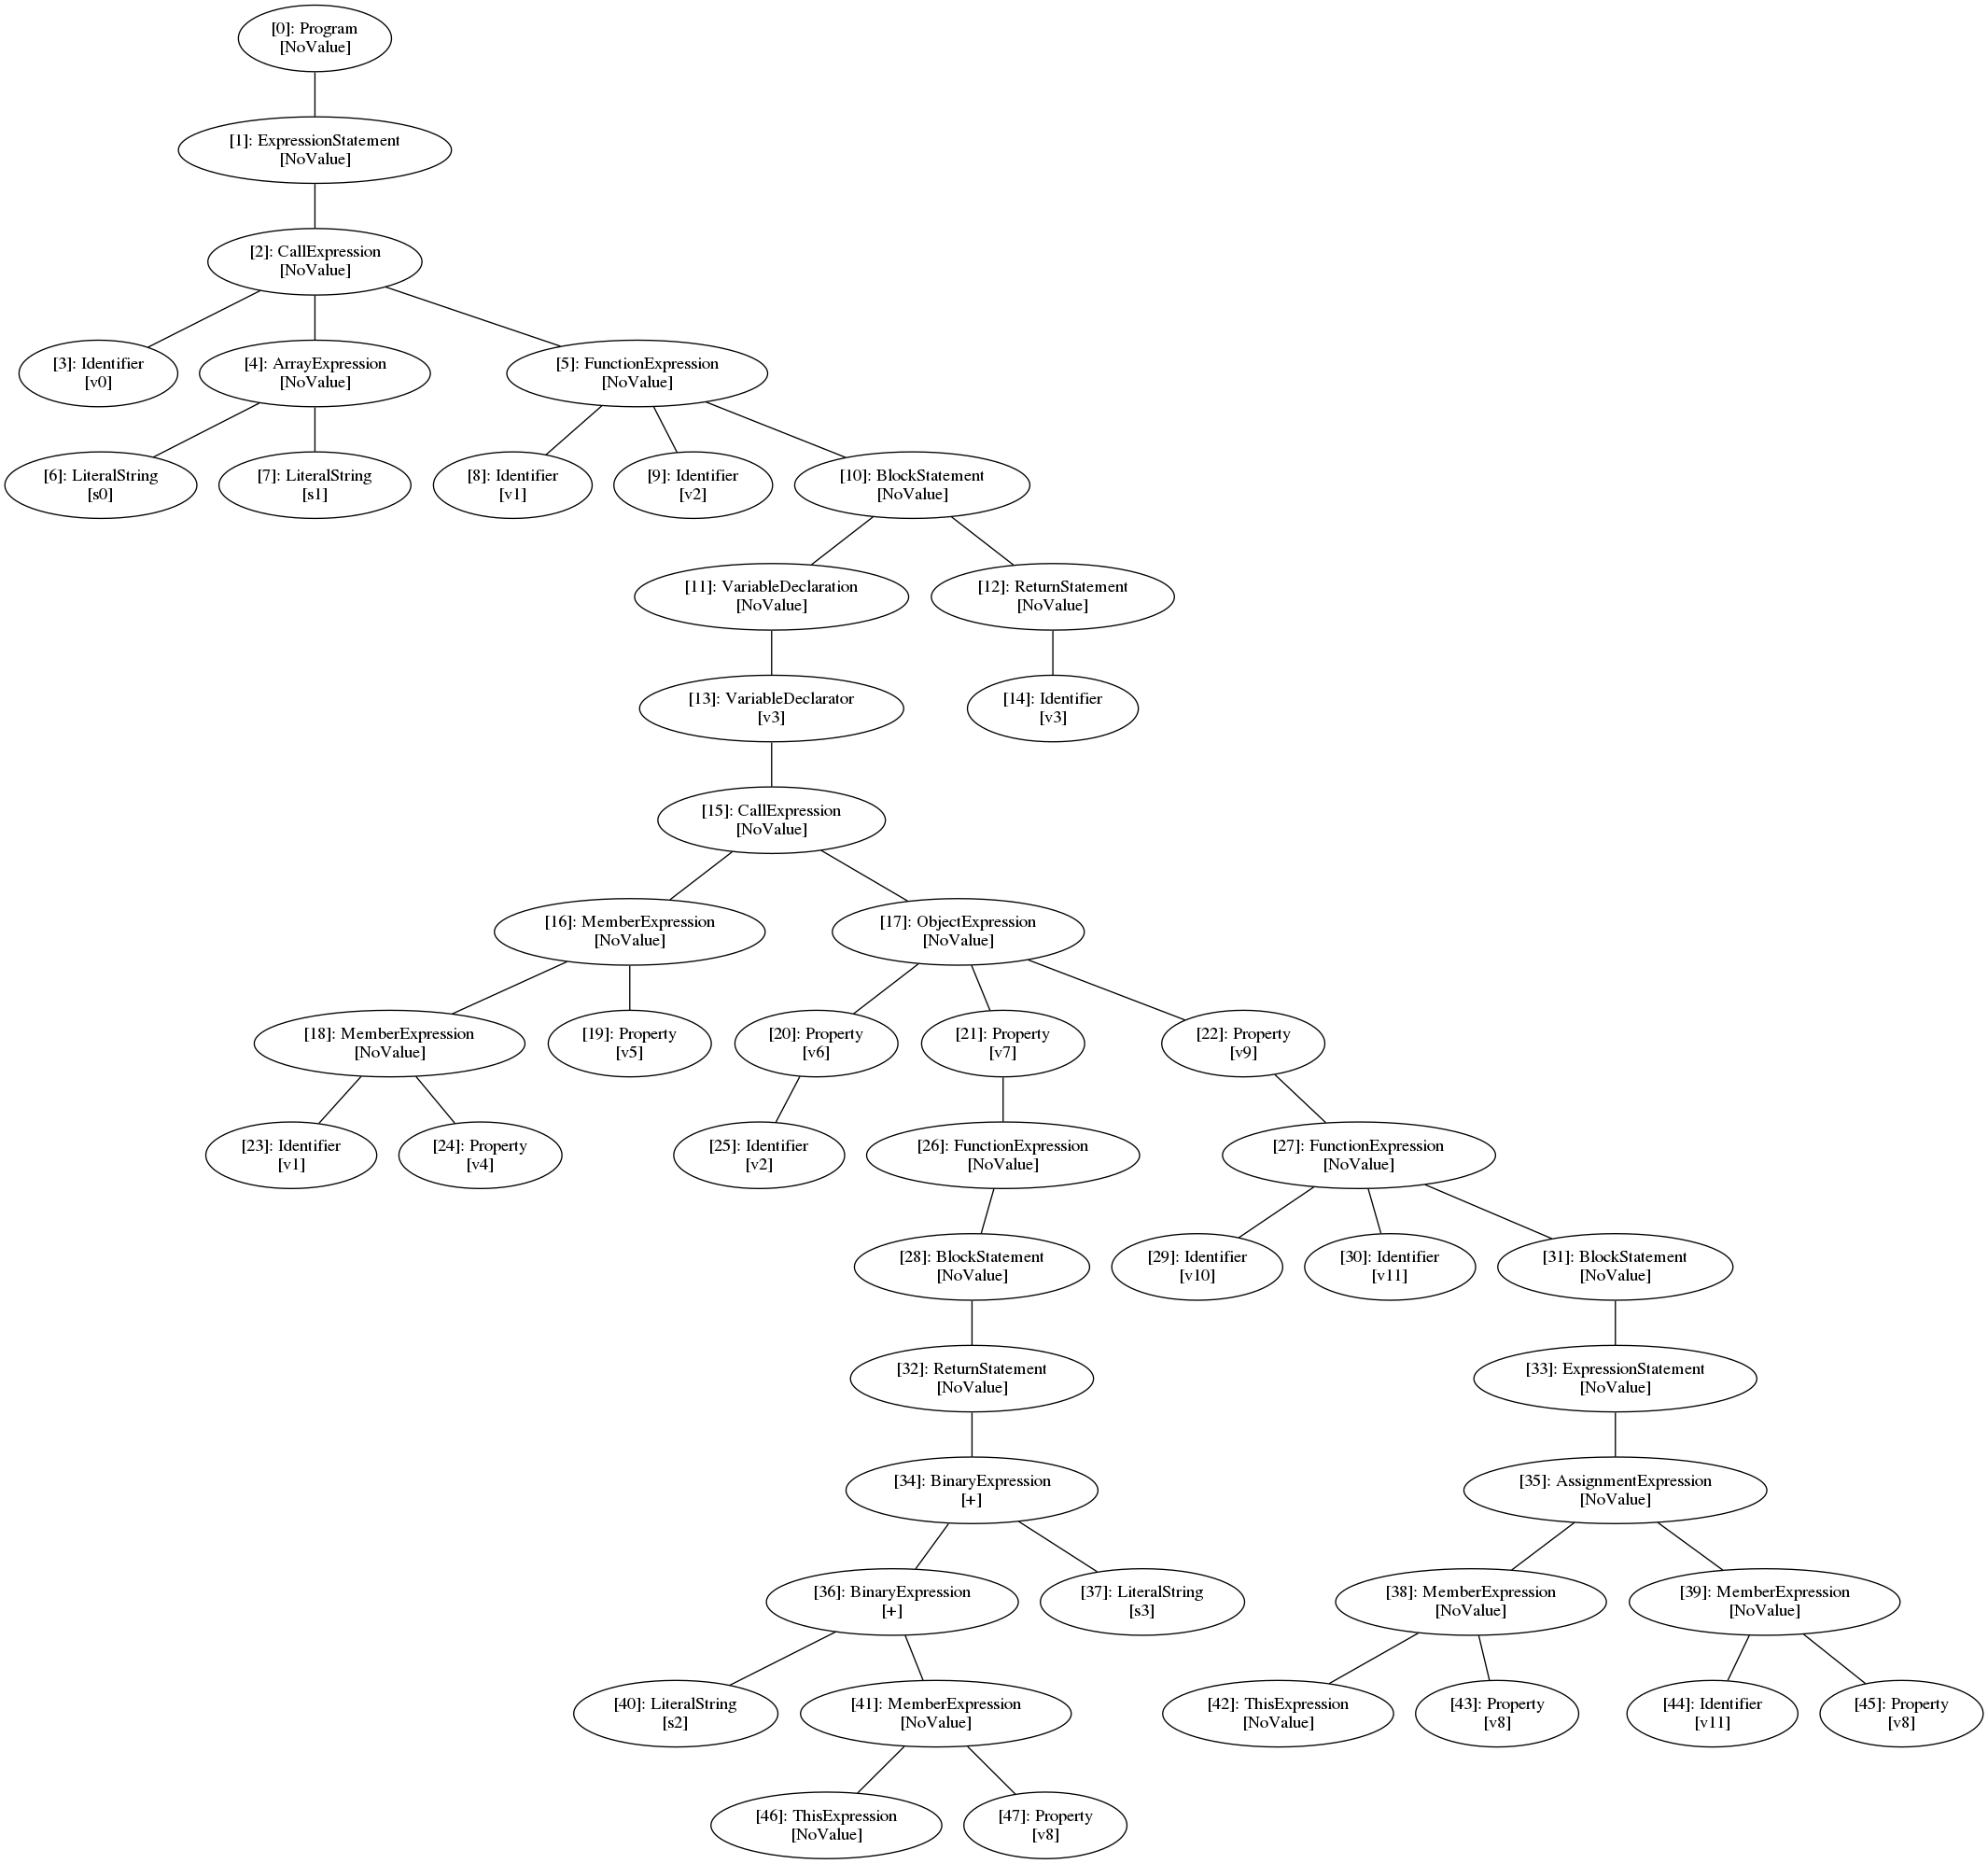 [0]: Program
[NoValue]
[1]: ExpressionStatement
[NoValue]
[2]: CallExpression
[NoValue]
[3]: Identifier
[v0]
[4]: ArrayExpression
[NoValue]
[5]: FunctionExpression
[NoValue]
[6]: LiteralString
[s0]
[7]: LiteralString
[s1]
[8]: Identifier
[v1]
[9]: Identifier
[v2]
[10]: BlockStatement
[NoValue]
[11]: VariableDeclaration
[NoValue]
[12]: ReturnStatement
[NoValue]
[13]: VariableDeclarator
[v3]
[14]: Identifier
[v3]
[15]: CallExpression
[NoValue]
[16]: MemberExpression
[NoValue]
[17]: ObjectExpression
[NoValue]
[18]: MemberExpression
[NoValue]
[19]: Property
[v5]
[20]: Property
[v6]
[21]: Property
[v7]
[22]: Property
[v9]
[23]: Identifier
[v1]
[24]: Property
[v4]
[25]: Identifier
[v2]
[26]: FunctionExpression
[NoValue]
[27]: FunctionExpression
[NoValue]
[28]: BlockStatement
[NoValue]
[29]: Identifier
[v10]
[30]: Identifier
[v11]
[31]: BlockStatement
[NoValue]
[32]: ReturnStatement
[NoValue]
[33]: ExpressionStatement
[NoValue]
[34]: BinaryExpression
[+]
[35]: AssignmentExpression
[NoValue]
[36]: BinaryExpression
[+]
[37]: LiteralString
[s3]
[38]: MemberExpression
[NoValue]
[39]: MemberExpression
[NoValue]
[40]: LiteralString
[s2]
[41]: MemberExpression
[NoValue]
[42]: ThisExpression
[NoValue]
[43]: Property
[v8]
[44]: Identifier
[v11]
[45]: Property
[v8]
[46]: ThisExpression
[NoValue]
[47]: Property
[v8]